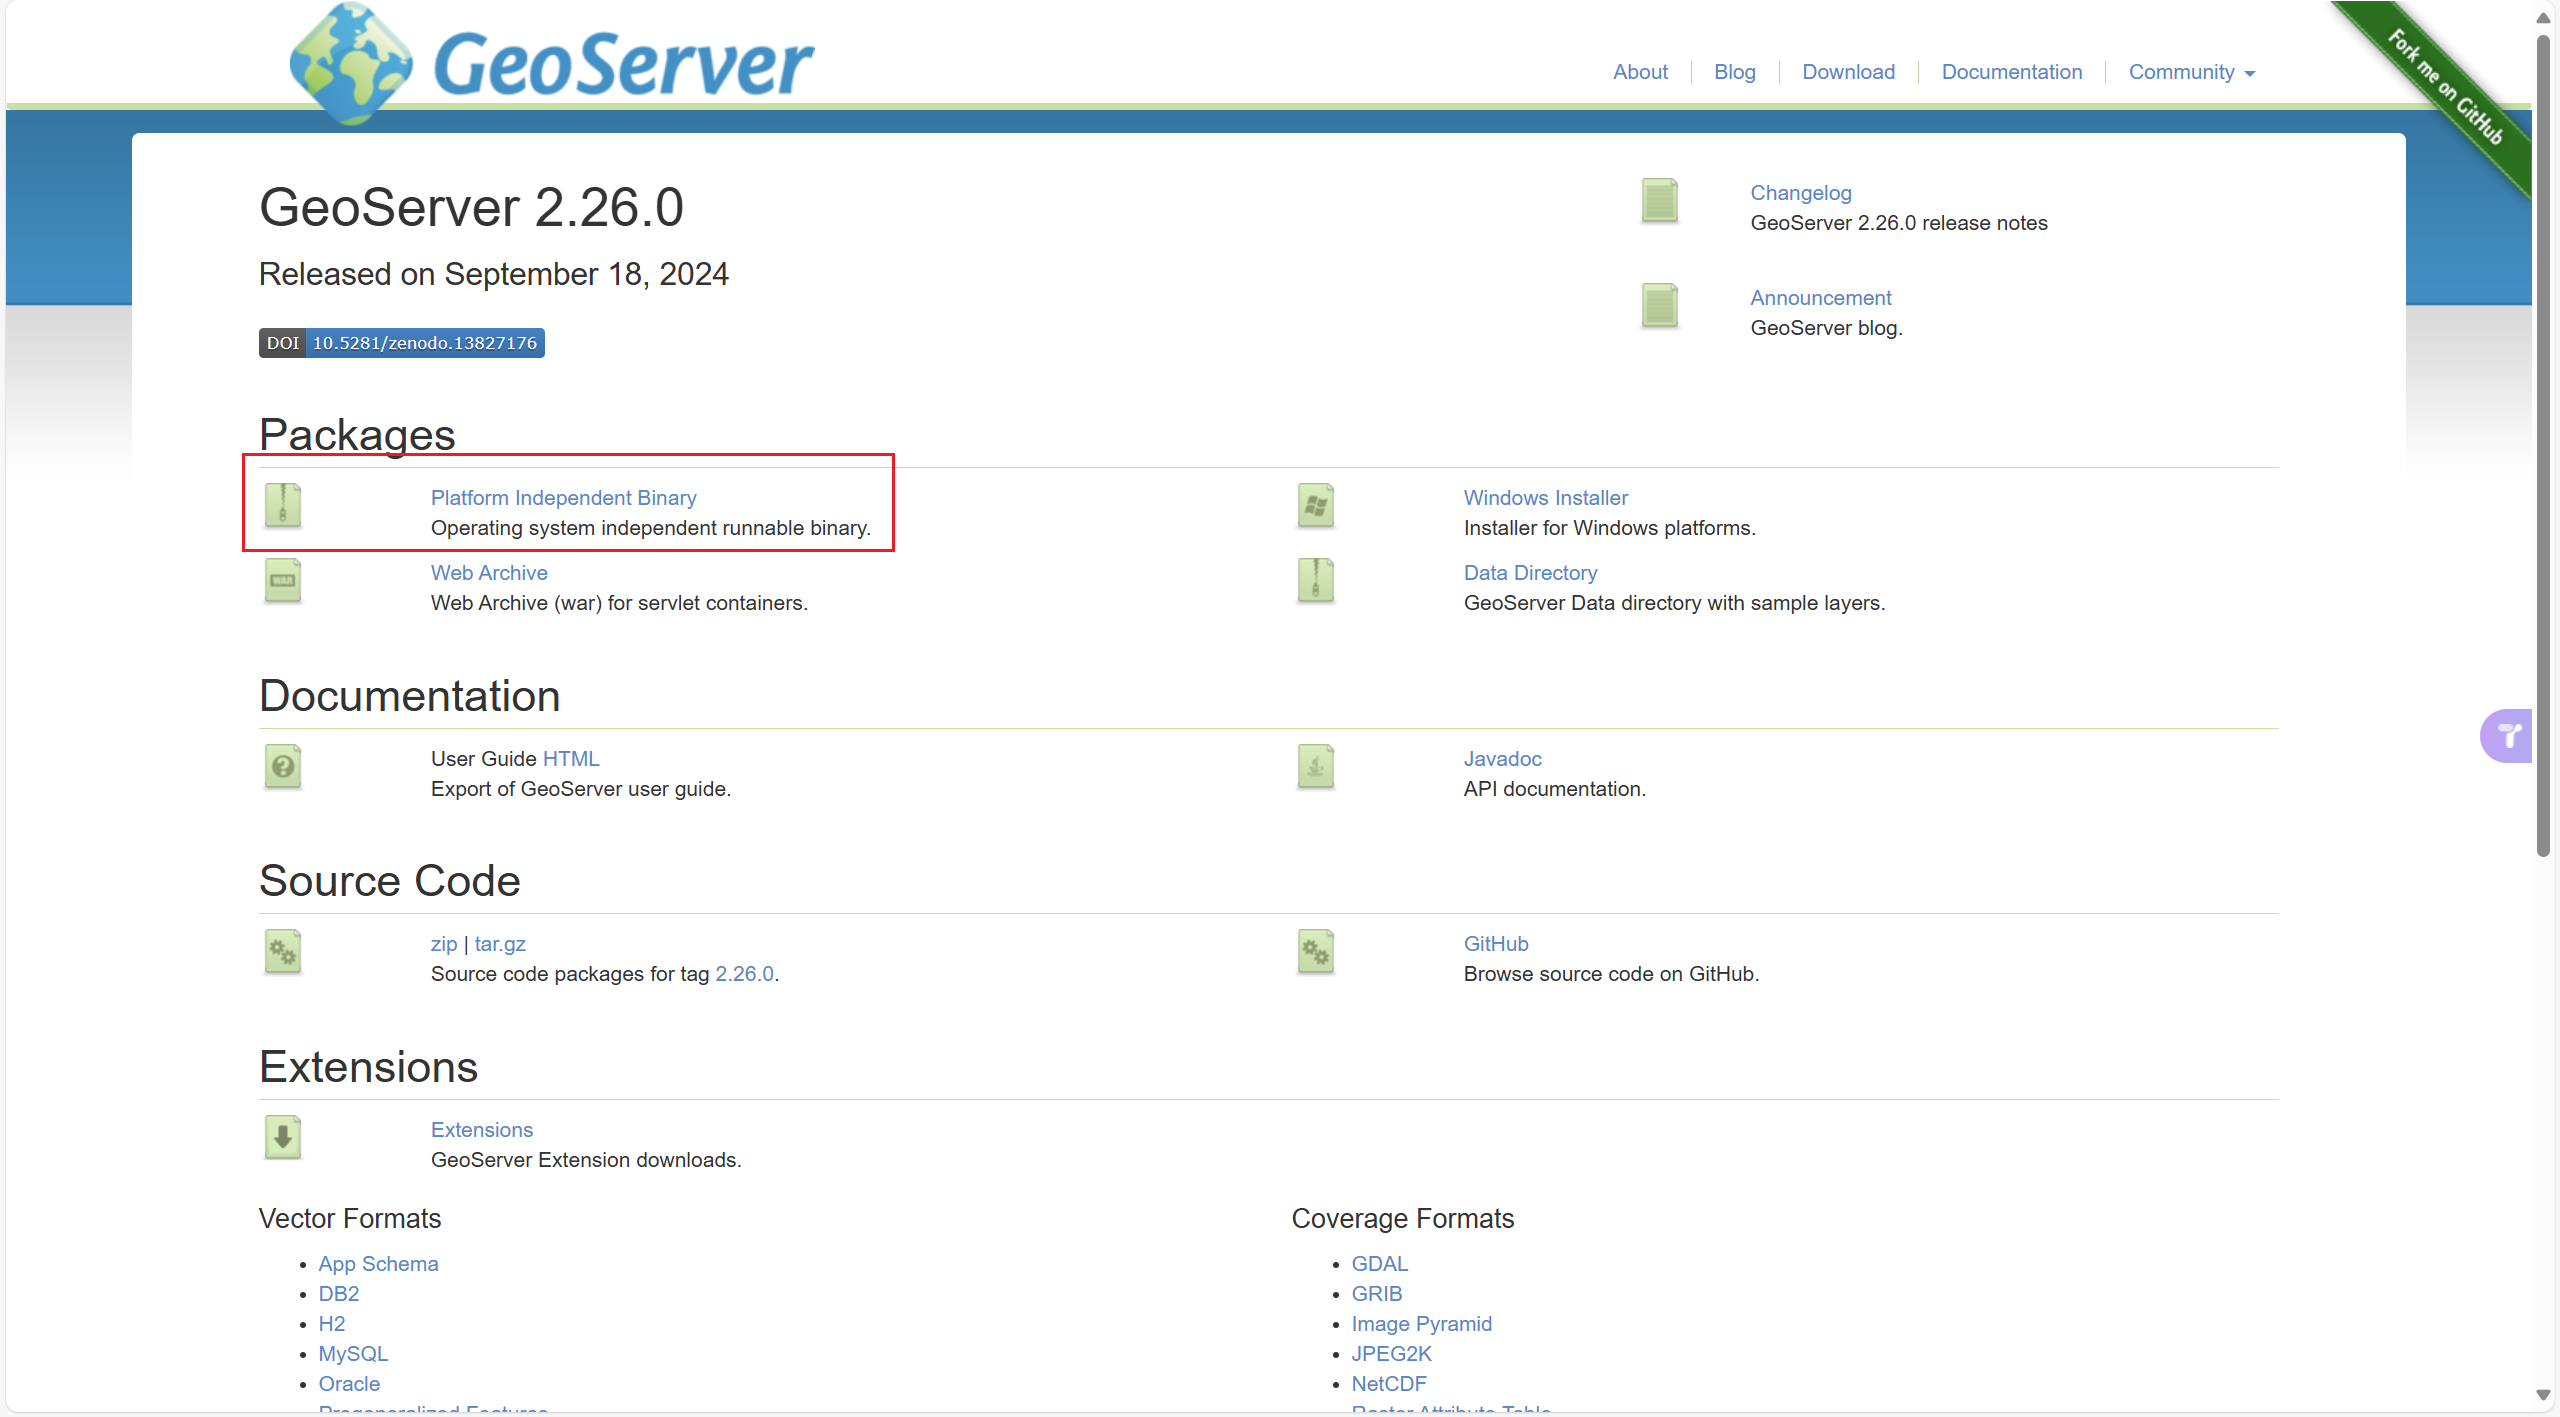 GeoServer
About
Blog
Download
Documentation
Community
Fork me on GitHub
GeoServer 2.26.0
Released on September 18, 2024
DOI 10.5281/zenodo.13827176
Changelog
GeoServer 2.26.0 release notes
Announcement
GeoServer blog.
Packages
Platform Independent Binary
Operating system independent runnable binary.
Windows Installer
Installer for Windows platforms.
WAR
Web Archive
Web Archive (war) for servlet containers.
Data Directory
GeoServer Data directory with sample layers.
Documentation
User Guide HTML
Export of GeoServer user guide.
Javadoc
API documentation.
Source Code
zip | tar.gz
Source code packages for tag 2.26.0.
GitHub
Browse source code on GitHub.
Extensions
Extensions
GeoServer Extension downloads.
Vector Formats
App Schema
DB2
H2
MySQL
Oracle
Pregeneralized Features
Coverage Formats
GDAL
GRIB
Image Pyramid
JPEG2K
NetCDF
Raster Attribute Table